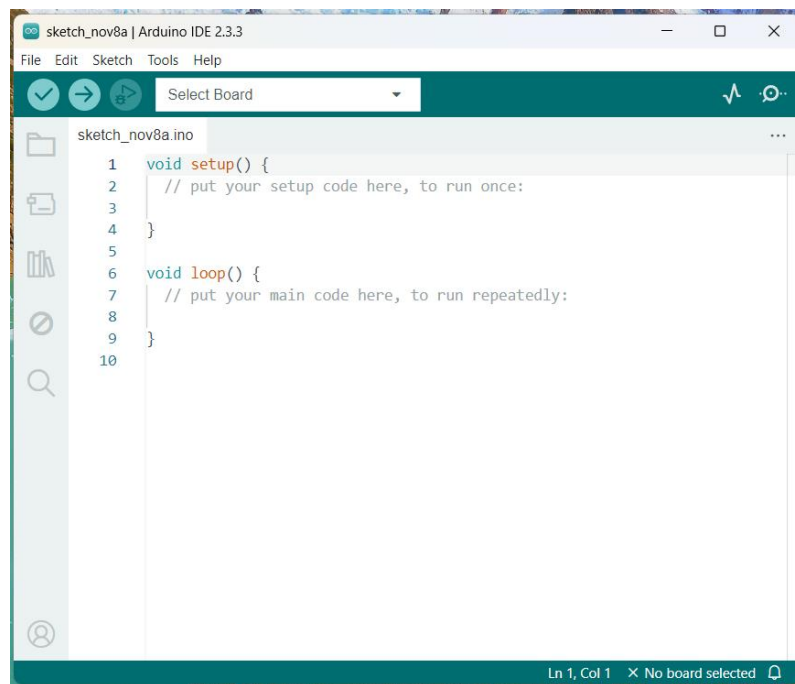 sketch_nov8a | Arduino IDE 2.3.3
File Edit Sketch Tools Help
Select Board
sketch_nov8a.ino
1 void setup() {
2 // put your setup code here, to run once:
3
4 }
5
6 void loop() {
7 // put your main code here, to run repeatedly:
8
9 }
10
Ln 1, Col 1 × No board selected